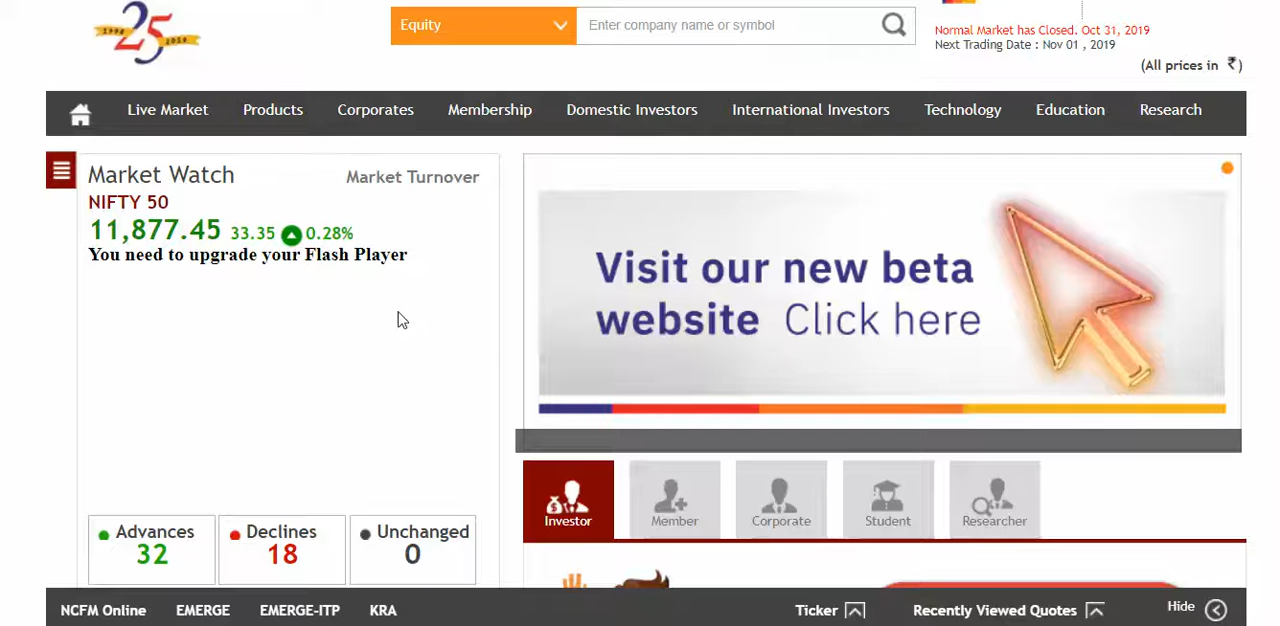 1994 25 2019
Equity
Enter company name or symbol
Normal Market has Closed. Oct 31, 2019
Next Trading Date : Nov 01 , 2019
(All prices in ₹)
Live Market Products Corporates Membership Domestic Investors International Investors Technology Education Research
Market Watch
Market Turnover
NIFTY 50
11,877.45 33.35 0.28%
You need to upgrade your Flash Player
Visit our new beta
website Click here
Investor Member Corporate Student Researcher
Advances Declines Unchanged
32 18 0
NCFM Online EMERGE EMERGE-ITP KRA Ticker Recently Viewed Quotes Hide